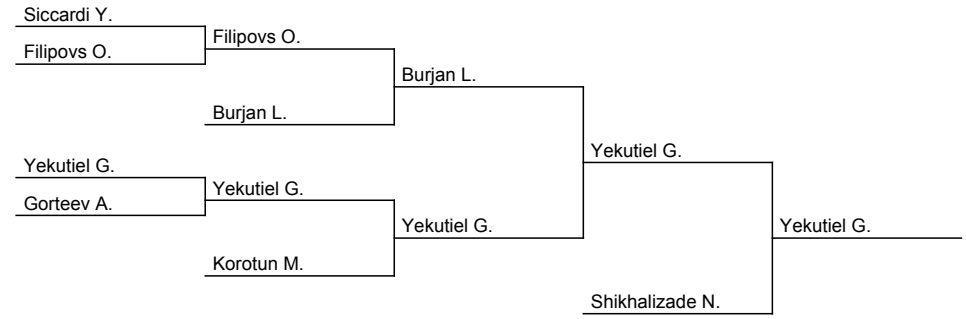 Siccardi Y.
Filipovs O.
Filipovs O.
Burjan L.
Burjan L.
Yekutiel G.
Yekutiel G.
Yekutiel G.
Gorteev A.
Yekutiel G.
Yekutiel G.
Korotun M.
Shikhalizade N.